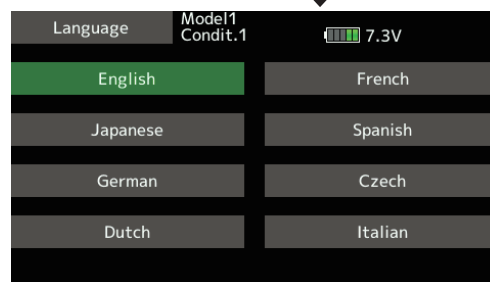 Language
Model1
Condit.1
7.3V
English
French
Japanese
Spanish
German
Czech
Dutch
Italian